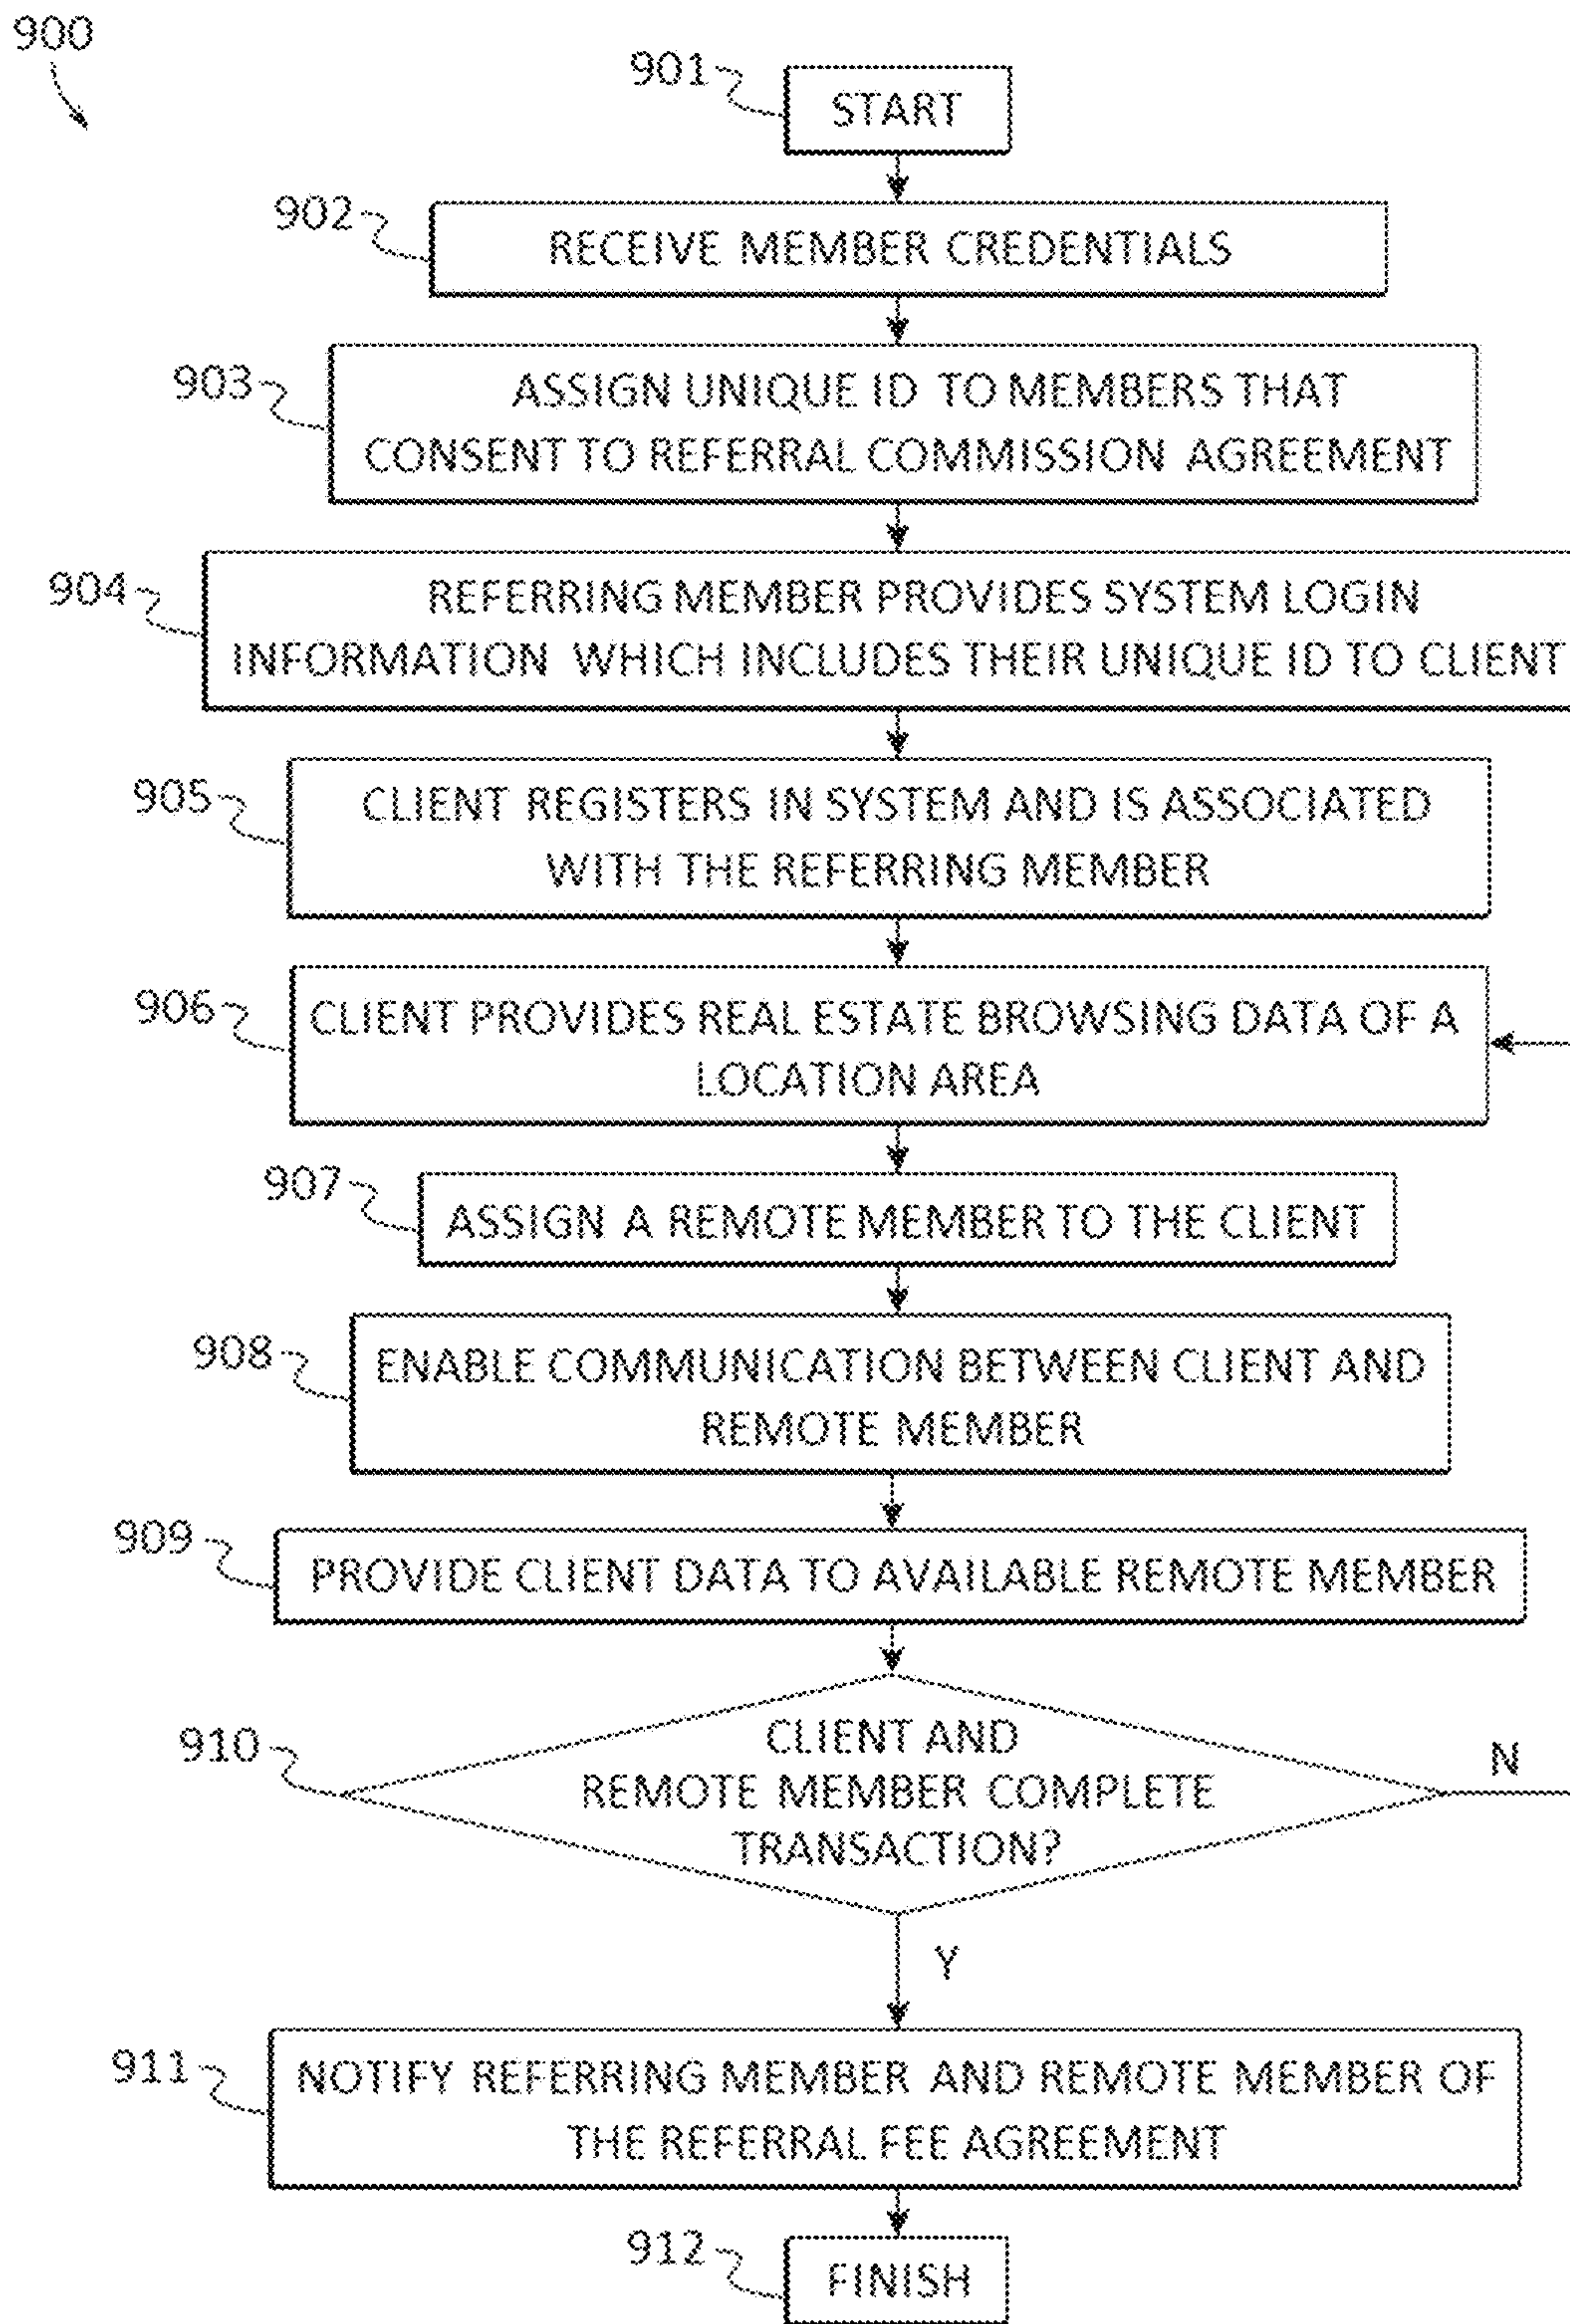 900
901
START
902
RECEIVE MEMBER CREDENTIALS
903
ASSIGN UNIQUE ID TO MEMBERS THAT
CONSENT TO REFERRAL COMMISSION AGREEMENT
904
REFERRING MEMBER PROVIDES SYSTEM LOGIN
INFORMATION WHICH INCLUDES THEIR UNIQUE ID TO CLIENT
905
CLIENT REGISTERS IN SYSTEM AND IS ASSOCIATED
WITH THE REFERRING MEMBER
906
CLIENT PROVIDES REAL ESTATE BROWSING DATA OF A
LOCATION AREA
907
ASSIGN A REMOTE MEMBER TO THE CLIENT
908
ENABLE COMMUNICATION BETWEEN CLIENT AND
REMOTE MEMBER
909
PROVIDE CLIENT DATA TO AVAILABLE REMOTE MEMBER
910
CLIENT AND
REMOTE MEMBER COMPLETE
TRANSACTION?
N
Y
911
NOTIFY REFERRING MEMBER AND REMOTE MEMBER OF
THE REFERRAL FEE AGREEMENT
912
FINISH